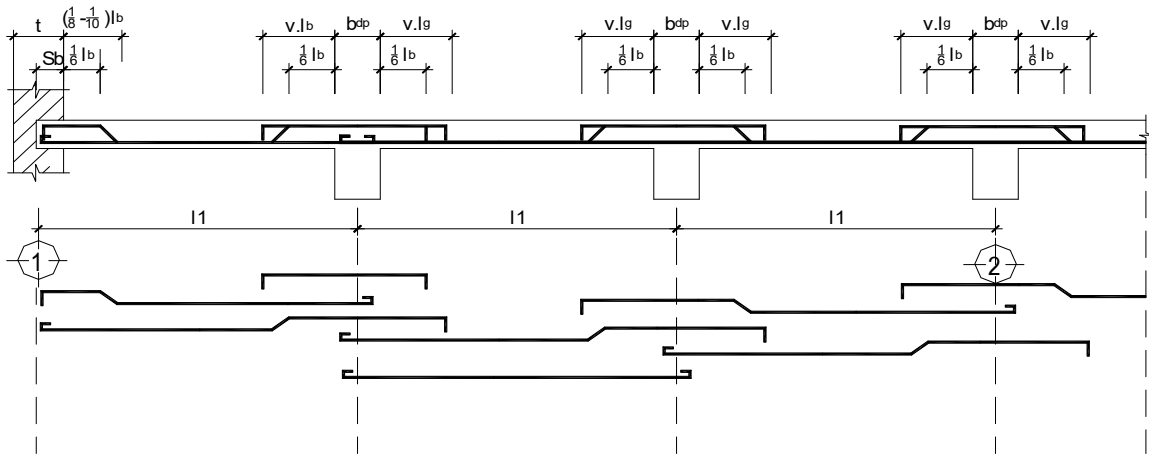 t (1/8 - 1/10)lb v.lb bdp v.lg v.lg bdp v.lg v.lg bdp v.lg
Sb 1/6 lb 1/6 lb 1/6 lb 1/6 lb 1/6 lb 1/6 lb 1/6 lb
l1 l1 l1
1 2